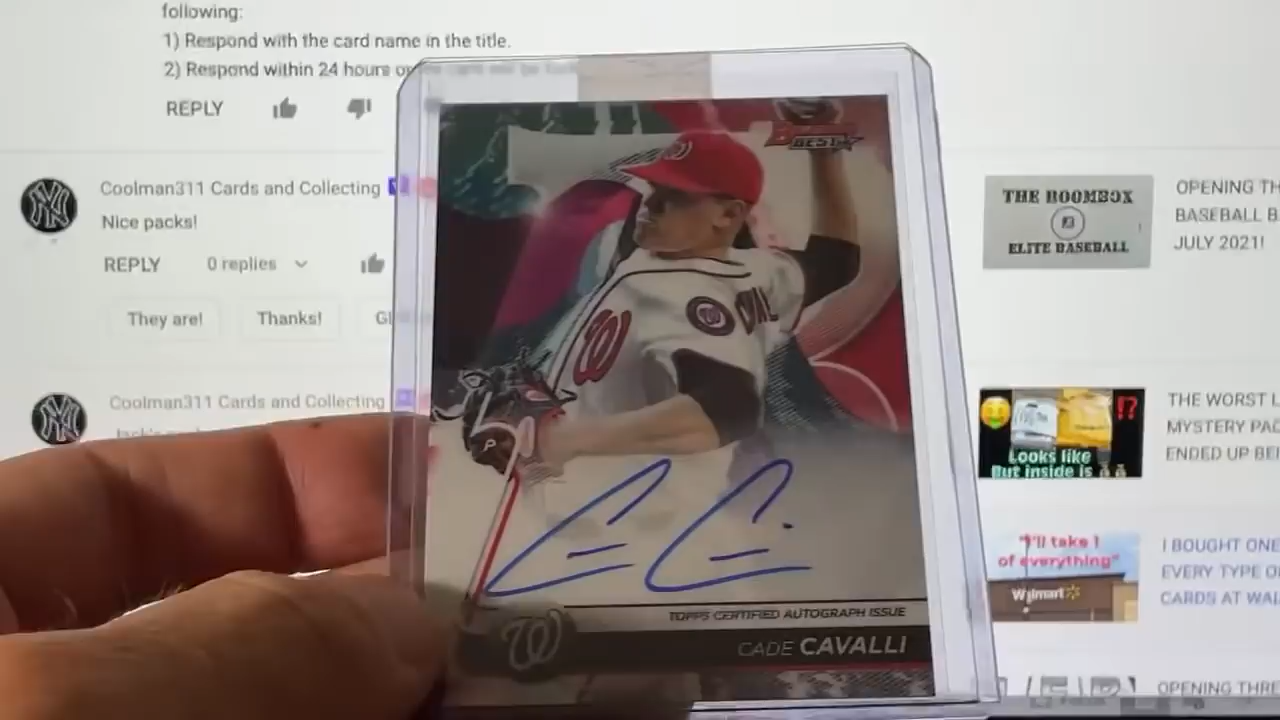 following:
1) Respond with the card name in the title.
2) Respond within 24 hours or
REPLY
Coolman311 Cards and Collecting
Nice packs!
REPLY 0 replies
They are! Thanks!
Coolman311 Cards and Collecting
BEST
W
W
TOPPS CERTIFIED AUTOGRAPH ISSUE
CADE CAVALLI
W
THE BOOMBOX
ELITE BASEBALL
OPENING TH
BASEBALL B
JULY 2021!
Looks like
But inside is
!?
THE WORST L
MYSTERY PAC
ENDED UP BEI
"I'll take 1
of everything"
Walmart
I BOUGHT ONE
EVERY TYPE O
CARDS AT WAL
OPENING THRE